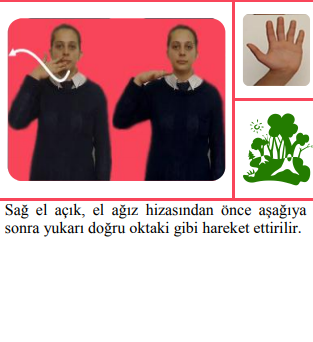 Sağ el açık, el ağız hizasından önce aşağıya
sonra yukarı doğru oktaki gibi hareket ettirilir.